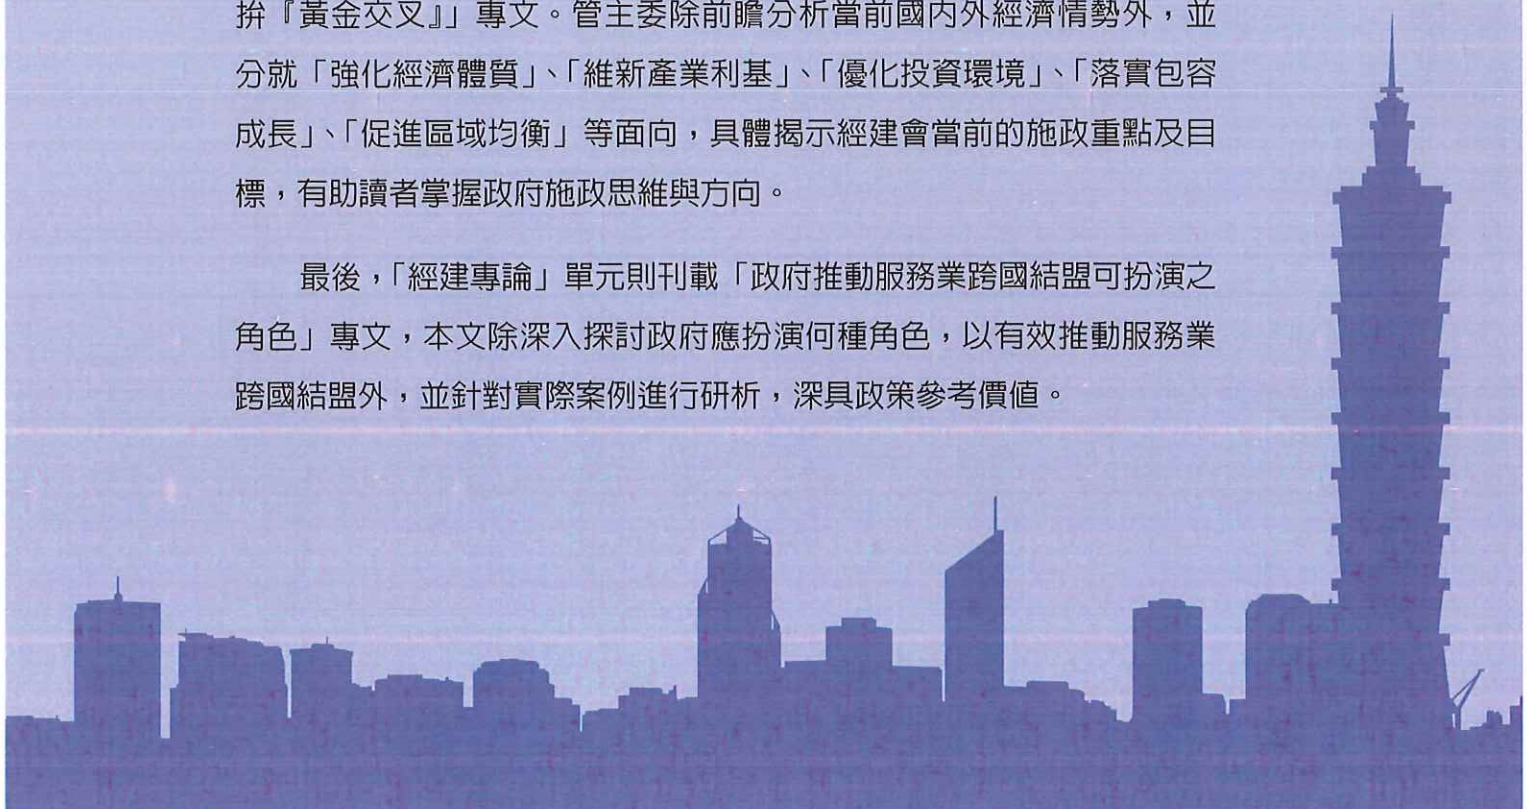 拚『黃金交叉』」專文。管主委除前瞻分析當前國內外經濟情勢外，並
分就「強化經濟體質」、「維新產業利基」、「優化投資環境」、「落實包容
成長」、「促進區域均衡」等面向，具體揭示經建會當前的施政重點及目
標，有助讀者掌握政府施政思維與方向。
最後，「經建專論」單元則刊載「政府推動服務業跨國結盟可扮演之
角色」專文，本文除深入探討政府應扮演何種角色，以有效推動服務業
跨國結盟外，並針對實際案例進行研析，深具政策參考價值。